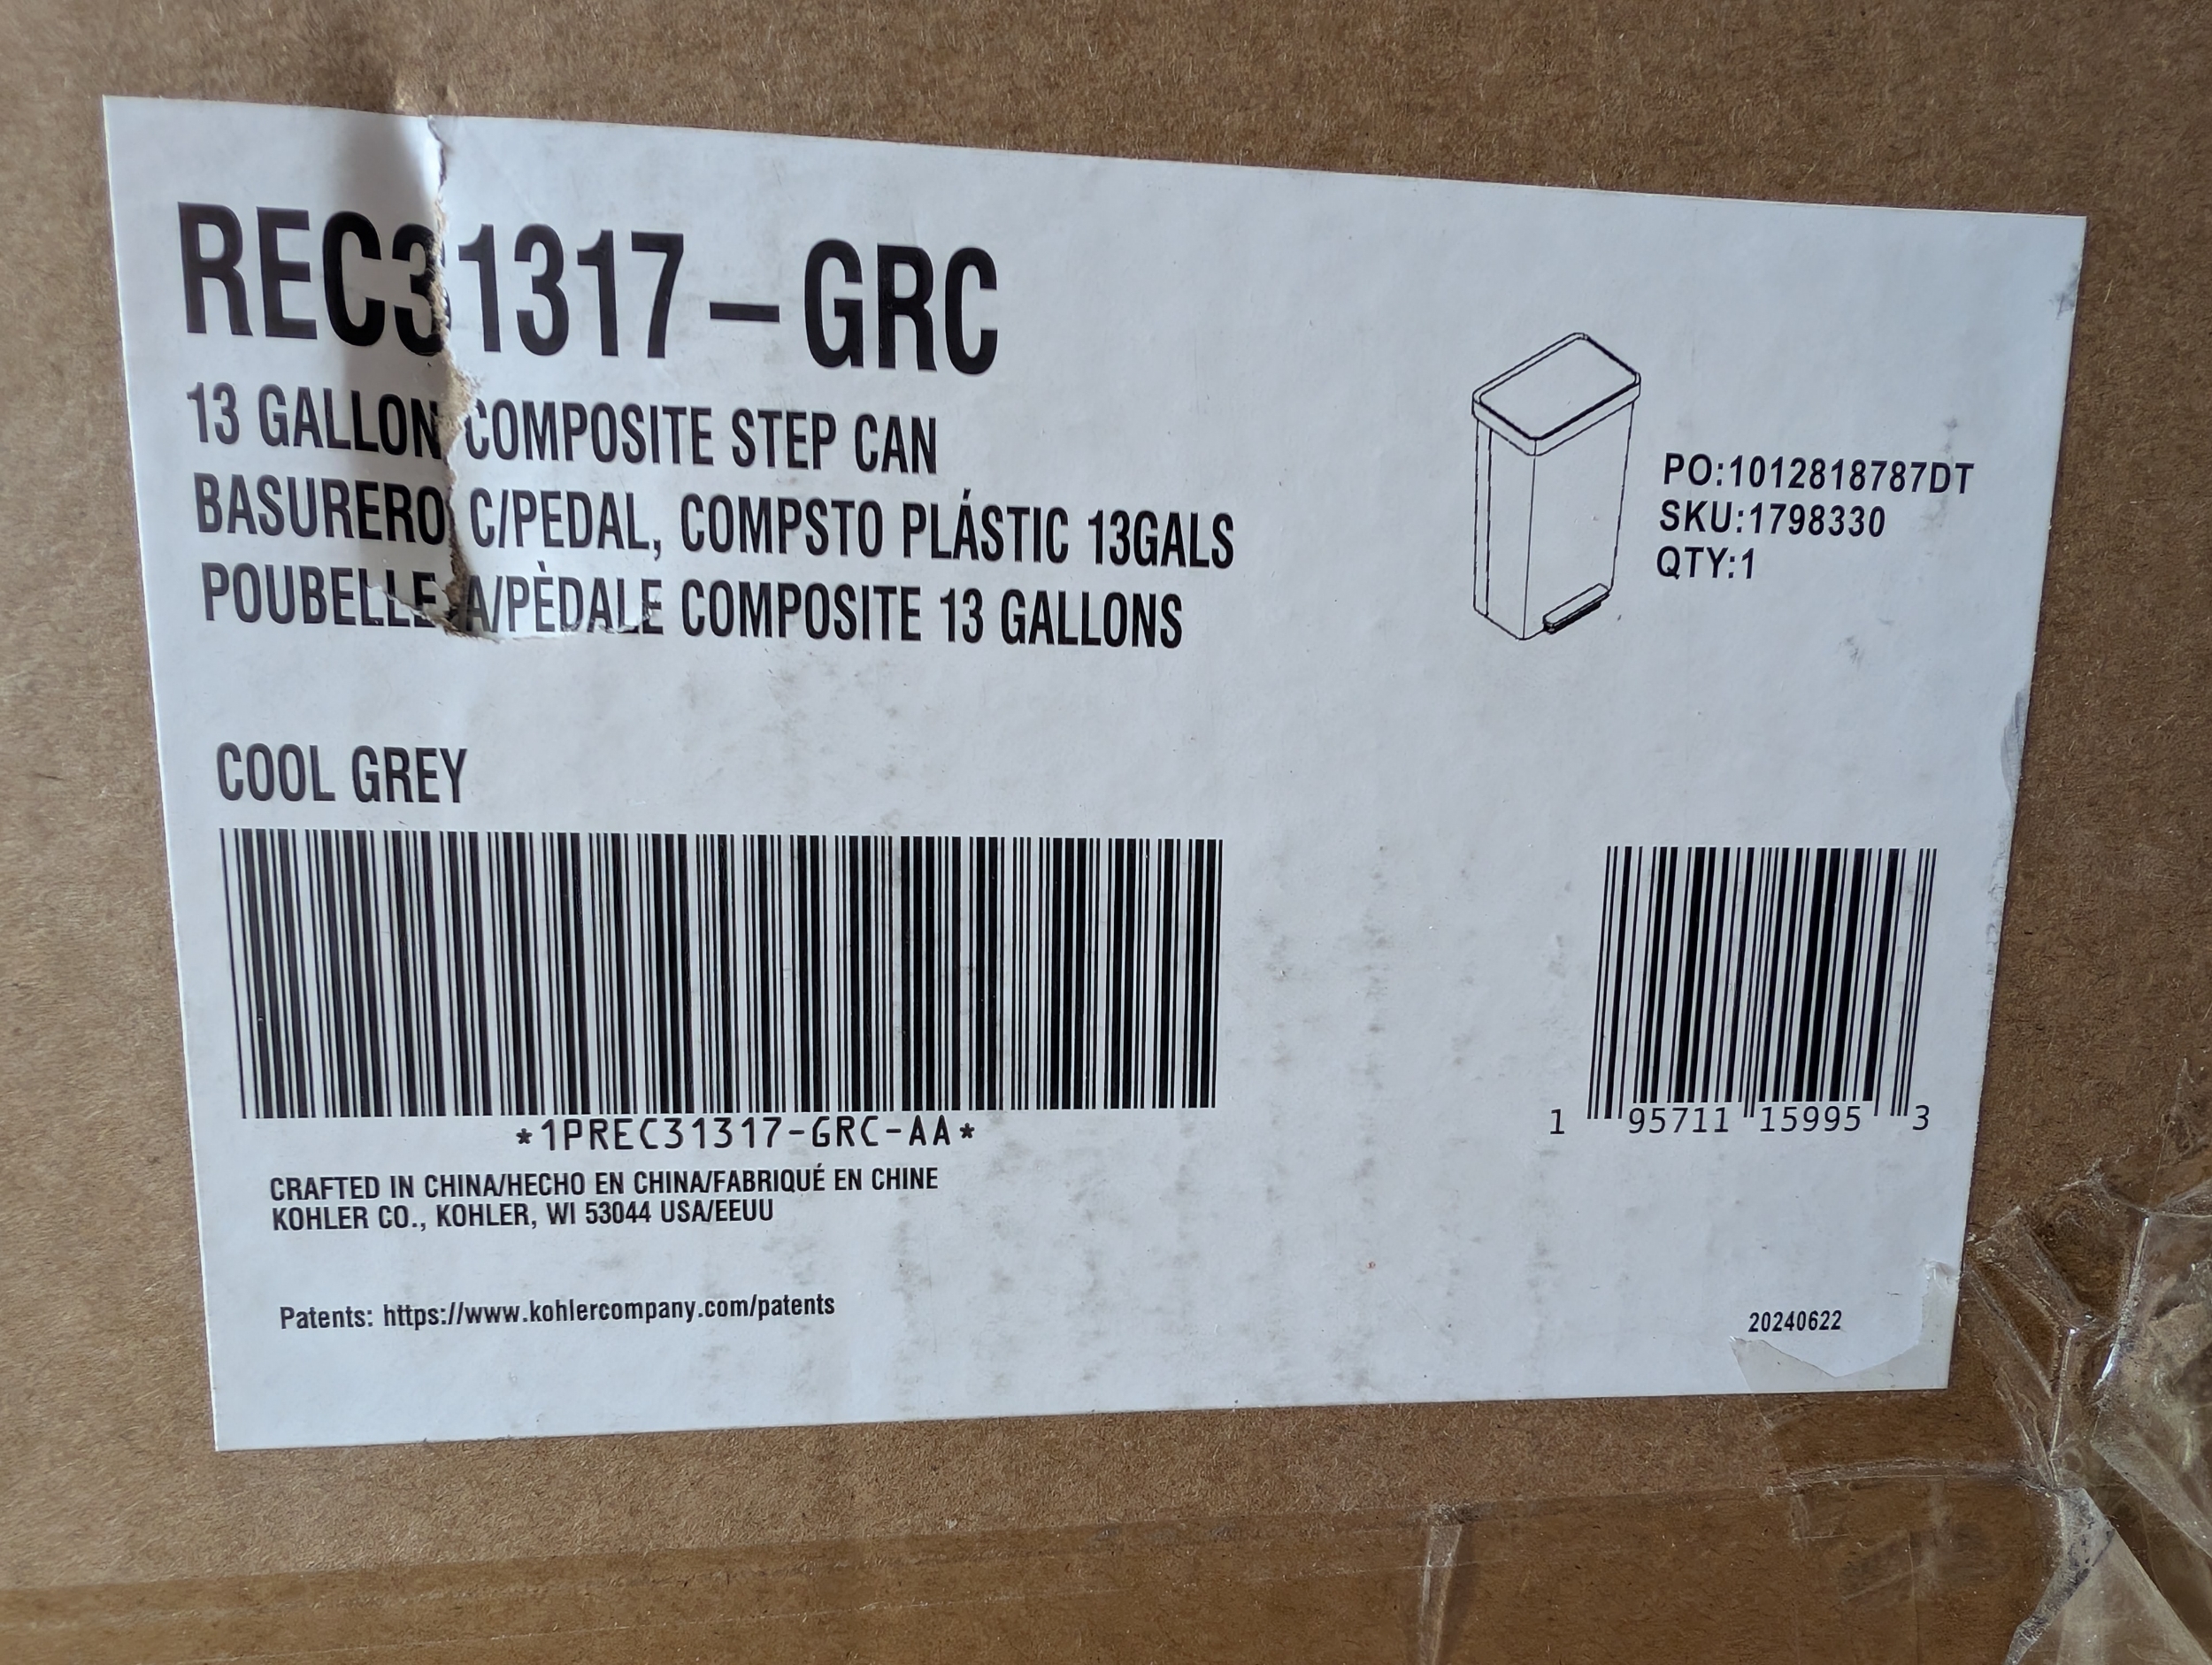 REC31317-GRC
13 GALLON COMPOSITE STEP CAN
BASURERO C/PEDAL, COMPSTO PLÁSTIC 13GALS
POUBELLE A/PÈDALE COMPOSITE 13 GALLONS
PO:1012818787DT
SKU:1798330
QTY:1
COOL GREY
*1PREC31317-GRC-AA*
1 95711 15995 3
CRAFTED IN CHINA/HECHO EN CHINA/FABRIQUÉ EN CHINE
KOHLER CO., KOHLER, WI 53044 USA/EEUU
Patents: https://www.kohlercompany.com/patents
20240622